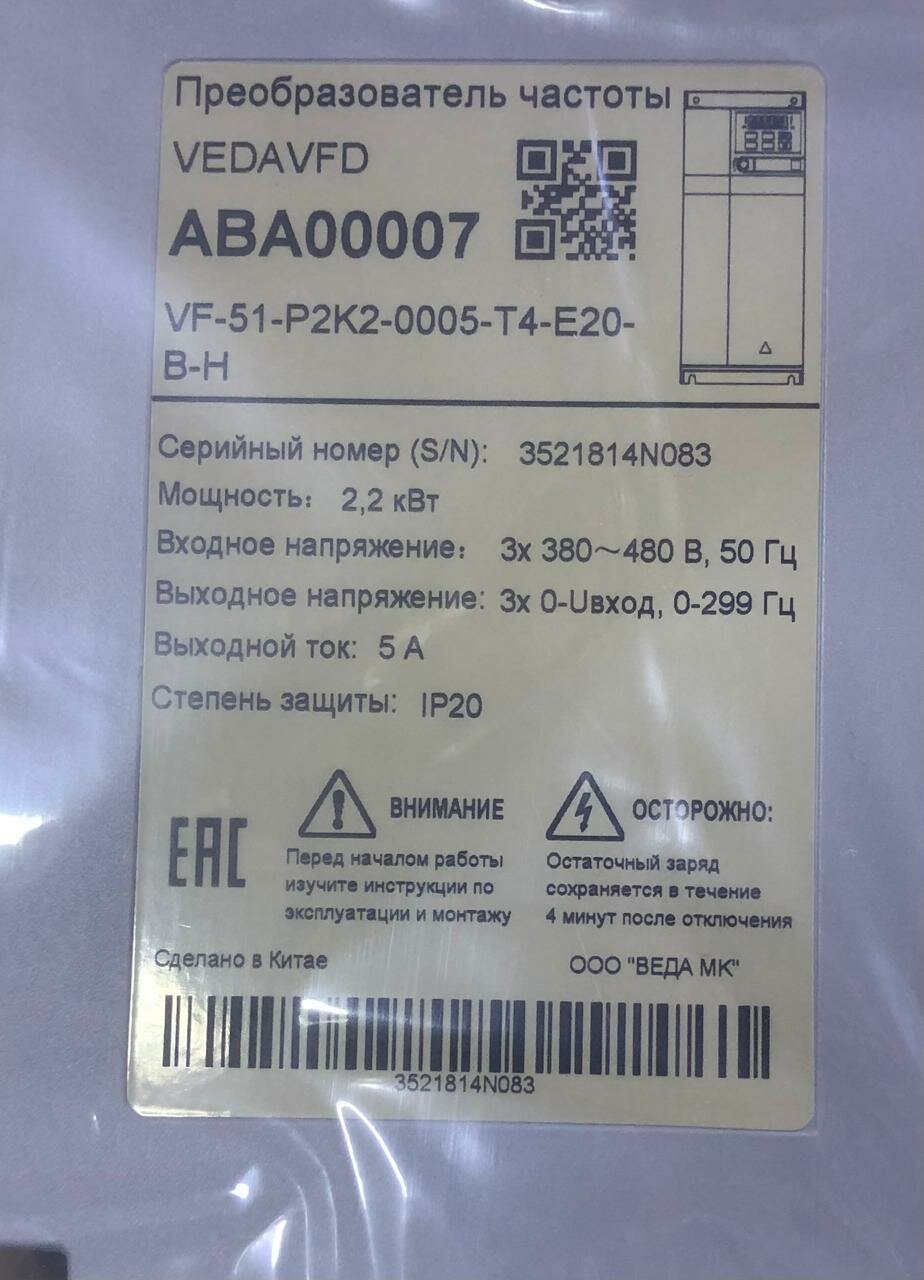 Преобразователь частоты
VEDAVFD
ABA00007
VF-51-P2K2-0005-T4-E20-
B-H
Серийный номер (S/N): 3521814N083
Мощность: 2,2 кВт
Входное напряжение: 3x 380~480 В, 50 Гц
Выходное напряжение: 3x 0-Uвход, 0-299 Гц
Выходной ток: 5 А
Степень защиты: IP20
ВНИМАНИЕ
Перед началом работы
изучите инструкции по
эксплуатации и монтажу
ОСТОРОЖНО:
Остаточный заряд
сохраняется в течение
4 минут после отключения
EAC
Сделано в Китае
ООО "ВЕДА МК"
3521814N083